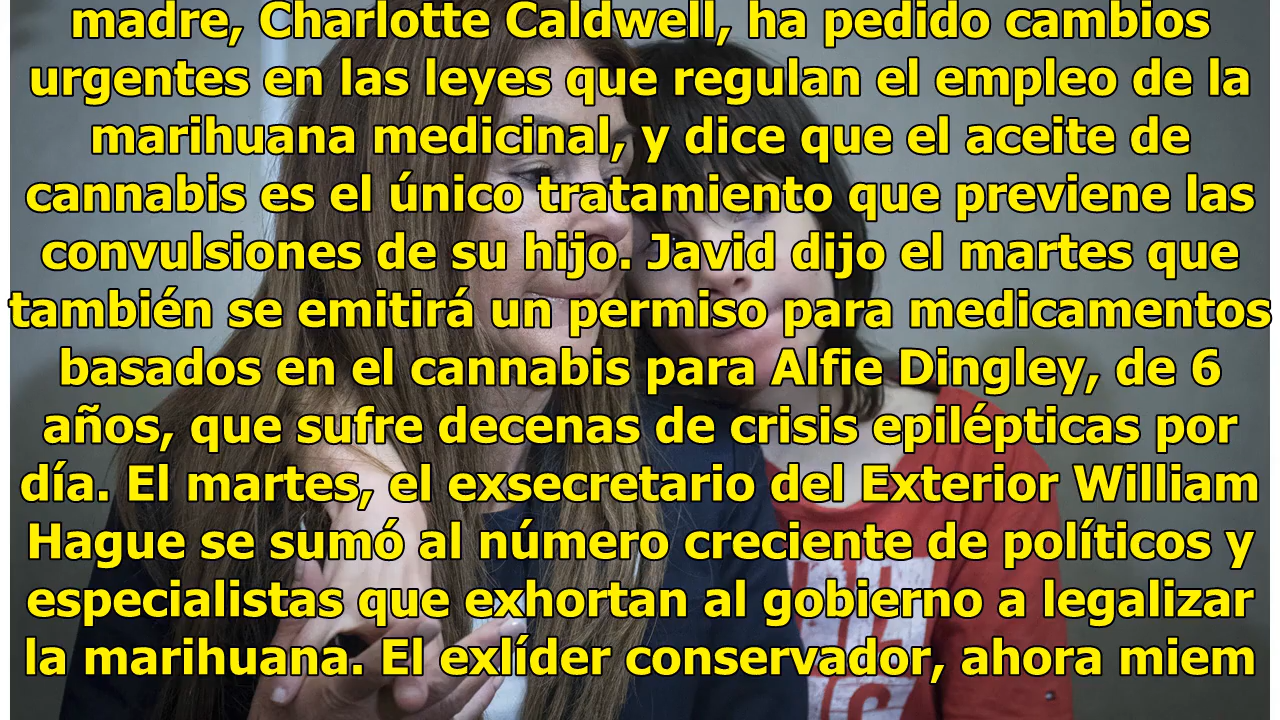 madre, Charlotte Caldwell, ha pedido cambios
urgentes en las leyes que regulan el empleo de la
marihuana medicinal, y dice que el aceite de
cannabis es el único tratamiento que previene las
convulsiones de su hijo. Javid dijo el martes que
también se emitirá un permiso para medicamentos
basados en el cannabis para Alfie Dingley, de 6
años, que sufre decenas de crisis epilépticas por
día. El martes, el exsecretario del Exterior William
Hague se sumó al número creciente de políticos y
especialistas que exhortan al gobierno a legalizar
la marihuana. El exlíder conservador, ahora miem